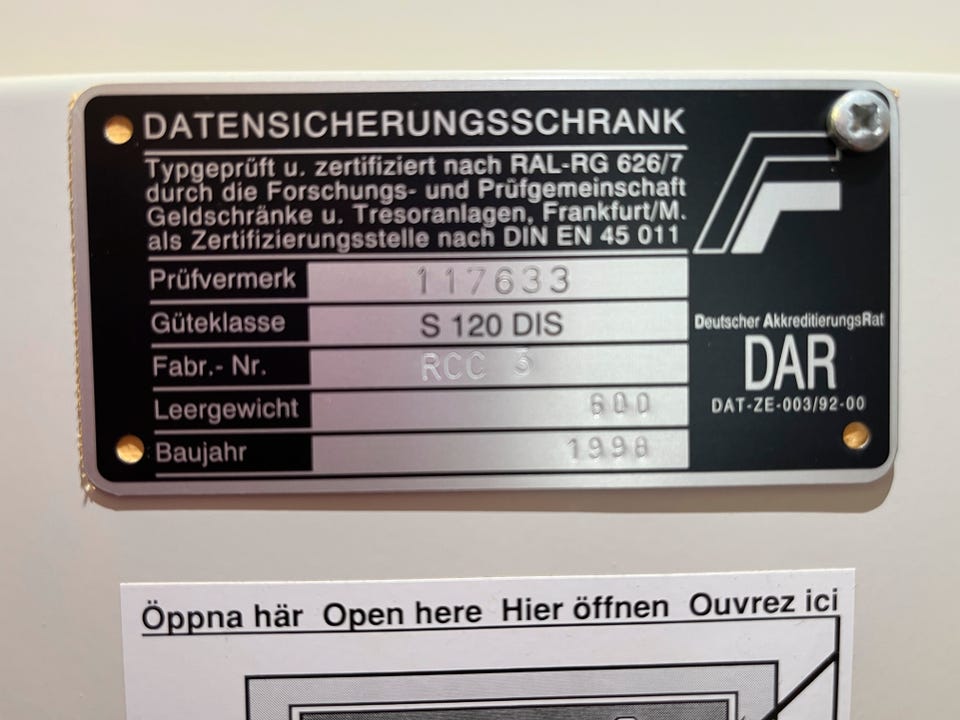 DATENSICHERUNGSSCHRANK
Typgeprüft u. zertifiziert nach RAL-RG 626/7
durch die Forschungs- und Prüfgemeinschaft
Geldschränke u. Tresoranlagen, Frankfurt/M.
als Zertifizierungsstelle nach DIN EN 45 011
Prüfvermerk 117633
Güteklasse S 120 DIS
Fabr.- Nr. RCC 3
Leergewicht 600
Baujahr 1998
Deutscher AkkreditierungsRat
DAR
DAT-ZE-003/92-00
Öppna här Open here Hier öffnen Ouvrez ici